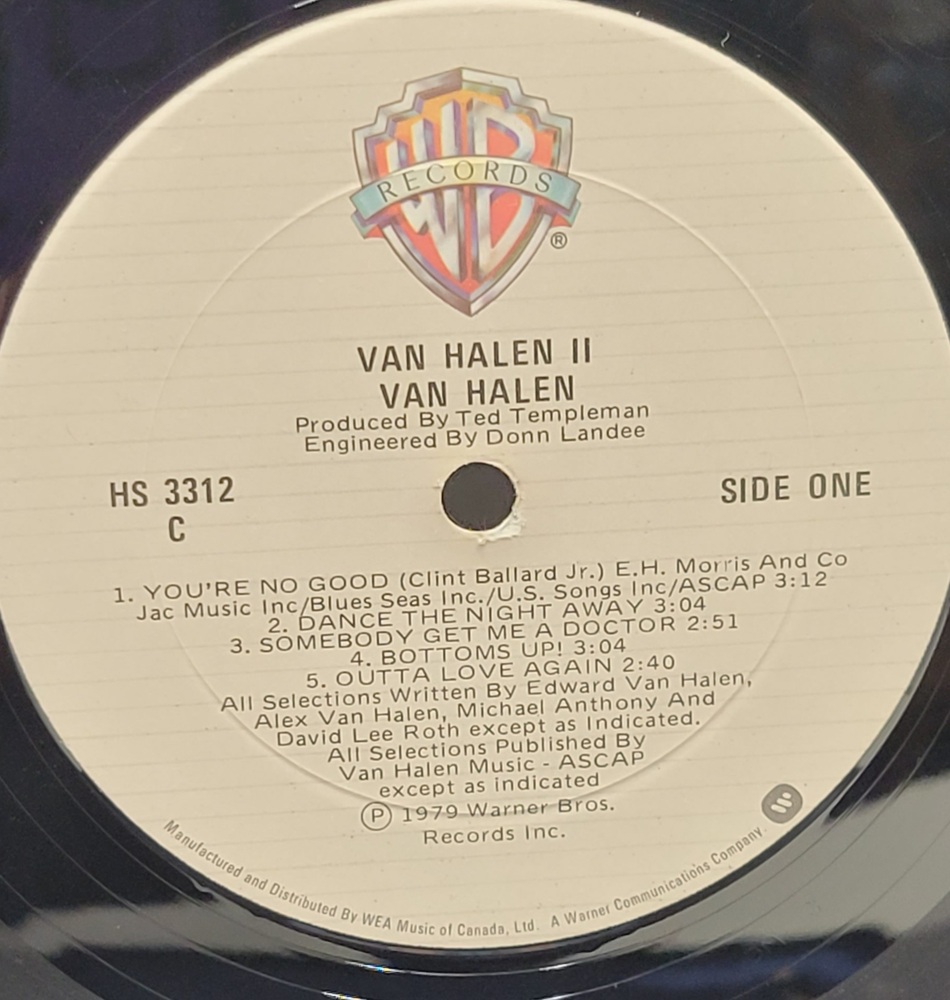 WB
RECORDS
®
VAN HALEN II
VAN HALEN
Produced By Ted Templeman
Engineered By Donn Landee
HS 3312
C
SIDE ONE
1. YOU'RE NO GOOD (Clint Ballard Jr.) E.H. Morris And Co
Jac Music Inc/Blues Seas Inc./U.S. Songs Inc/ASCAP 3:12
2. DANCE THE NIGHT AWAY 3:04
3. SOMEBODY GET ME A DOCTOR 2:51
4. BOTTOMS UP! 3:04
5. OUTTA LOVE AGAIN 2:40
All Selections Written By Edward Van Halen,
Alex Van Halen, Michael Anthony And
David Lee Roth except as Indicated.
All Selections Published By
Van Halen Music - ASCAP
except as indicated
Ⓟ 1979 Warner Bros.
Records Inc.
Manufactured and Distributed By WEA Music of Canada, Ltd. A Warner Communications Company.